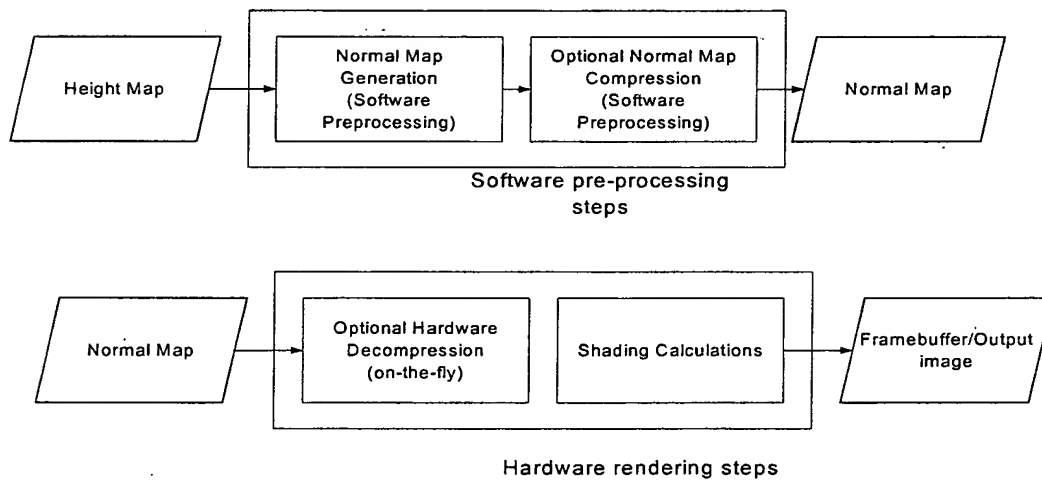 Height Map
Normal Map
Generation
(Software
Preprocessing)
Optional Normal Map
Compression
(Software
Preprocessing)
Normal Map
Software pre-processing
steps
Normal Map
Optional Hardware
Decompression
(on-the-fly)
Shading Calculations
Framebuffer/Output
image
Hardware rendering steps